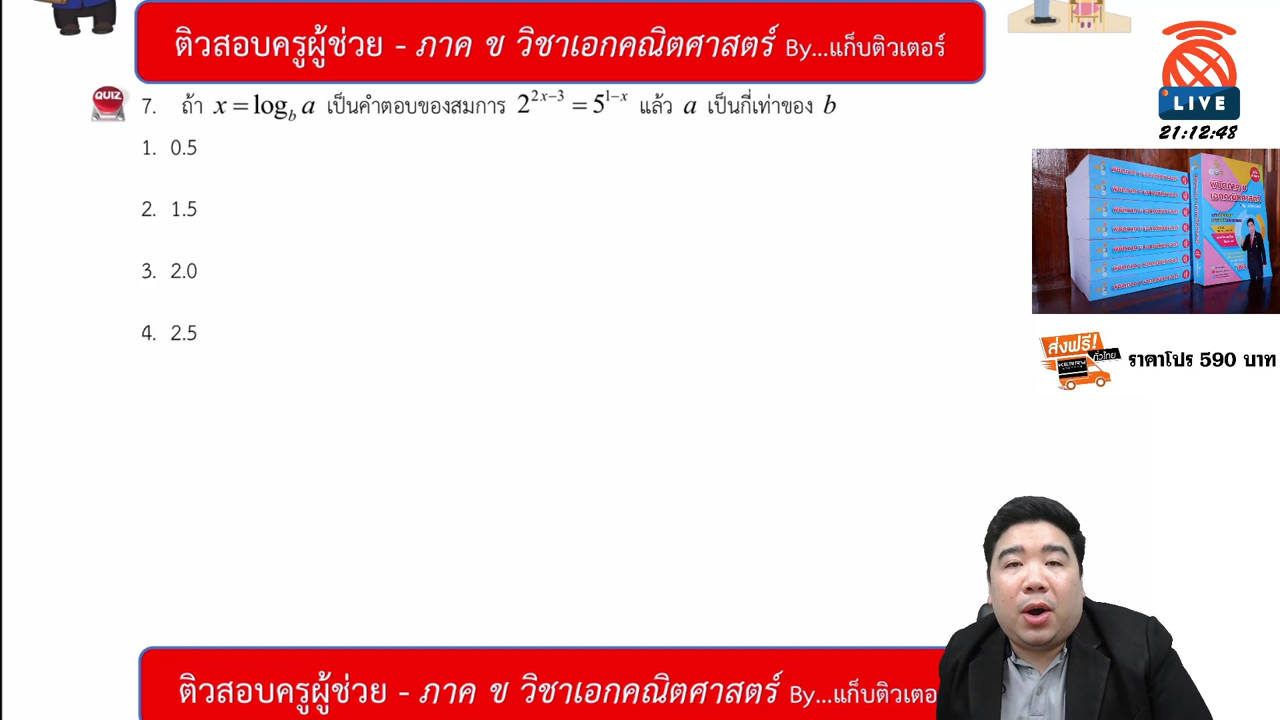 ติวสอบครูผู้ช่วย - ภาค ข วิชาเอกคณิตศาสตร์ By...แก็บติวเตอร์
LIVE
21:12:48
QUIZ
7. ถ้า x = log_b a เป็นคำตอบของสมการ 2^{2x−3} = 5^{1−x} แล้ว a เป็นกี่เท่าของ b
1. 0.5
2. 1.5
3. 2.0
4. 2.5
ส่งฟรี!
ทั่วไทย
KERRY
ราคาโปร 590 บาท
ติวสอบครูผู้ช่วย - ภาค ข วิชาเอกคณิตศาสตร์ By...แก็บติวเตอ